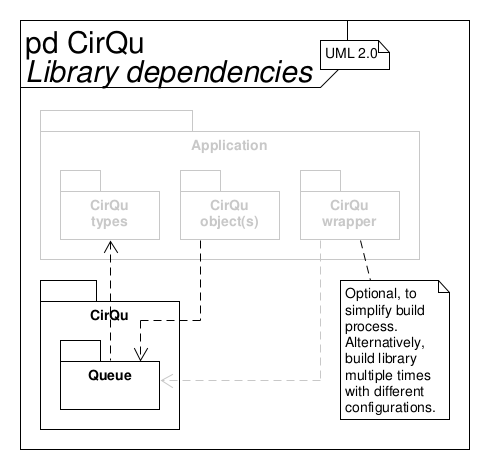 pd CirQu
Library dependencies
UML 2.0
Application
CirQu
types
CirQu
object(s)
CirQu
wrapper
CirQu
Queue
Optional, to
simplify build
process.
Alternatively,
build library
multiple times
with different
configurations.